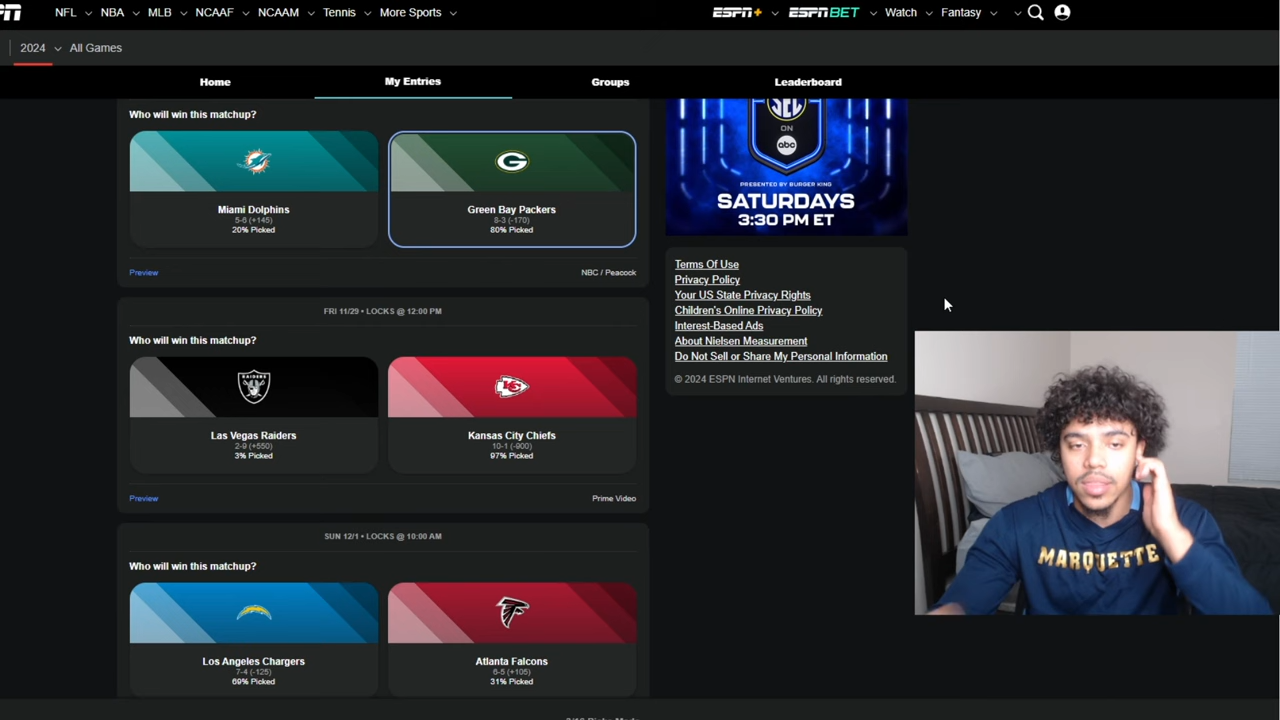 NFL NBA MLB NCAAF NCAAM Tennis More Sports ESPN+ ESPN BET Watch Fantasy
2024 All Games
Home My Entries Groups Leaderboard
Who will win this matchup?
Miami Dolphins
5-6 (+145)
20% Picked
G
Green Bay Packers
8-3 (-170)
80% Picked
Preview
NBC / Peacock
SEC
ON
abc
PRESENTED BY BURGER KING
SATURDAYS
3:30 PM ET
Terms Of Use
Privacy Policy
Your US State Privacy Rights
Children's Online Privacy Policy
Interest-Based Ads
About Nielsen Measurement
Do Not Sell or Share My Personal Information
© 2024 ESPN Internet Ventures. All rights reserved.
FRI 11/29 • LOCKS @ 12:00 PM
Who will win this matchup?
RAIDERS
Las Vegas Raiders
2-9 (+550)
3% Picked
KC
Kansas City Chiefs
10-1 (-900)
97% Picked
Preview
Prime Video
SUN 12/1 • LOCKS @ 10:00 AM
Who will win this matchup?
Los Angeles Chargers
7-4 (-125)
69% Picked
Atlanta Falcons
6-5 (+105)
31% Picked
MARQUETTE